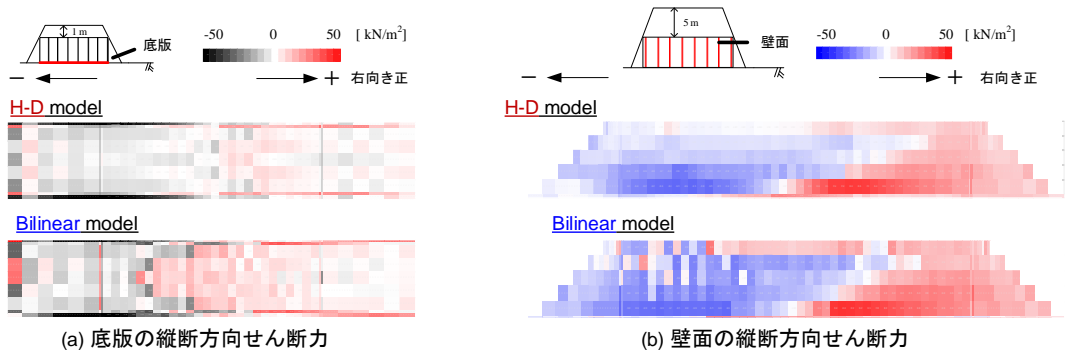 1 m
底版
-50 0 50 [ kN/m²]
− + 右向き正
H-D model
Bilinear model
(a) 底版の縦断方向せん断力
5 m
壁面
-50 0 50 [ kN/m²]
− + 右向き正
H-D model
Bilinear model
(b) 壁面の縦断方向せん断力